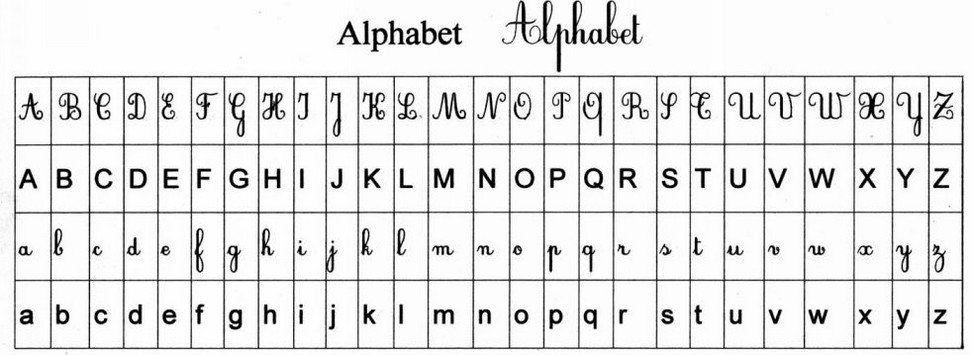 Alphabet Alphabet
A B C D E F G H I J K L M N O P Q R S T U V W X Y Z
A B C D E F G H I J K L M N O P Q R S T U V W X Y Z
a b c d e f g h i j k l m n o p q r s t u v w x y z
a b c d e f g h i j k l m n o p q r s t u v w x y z